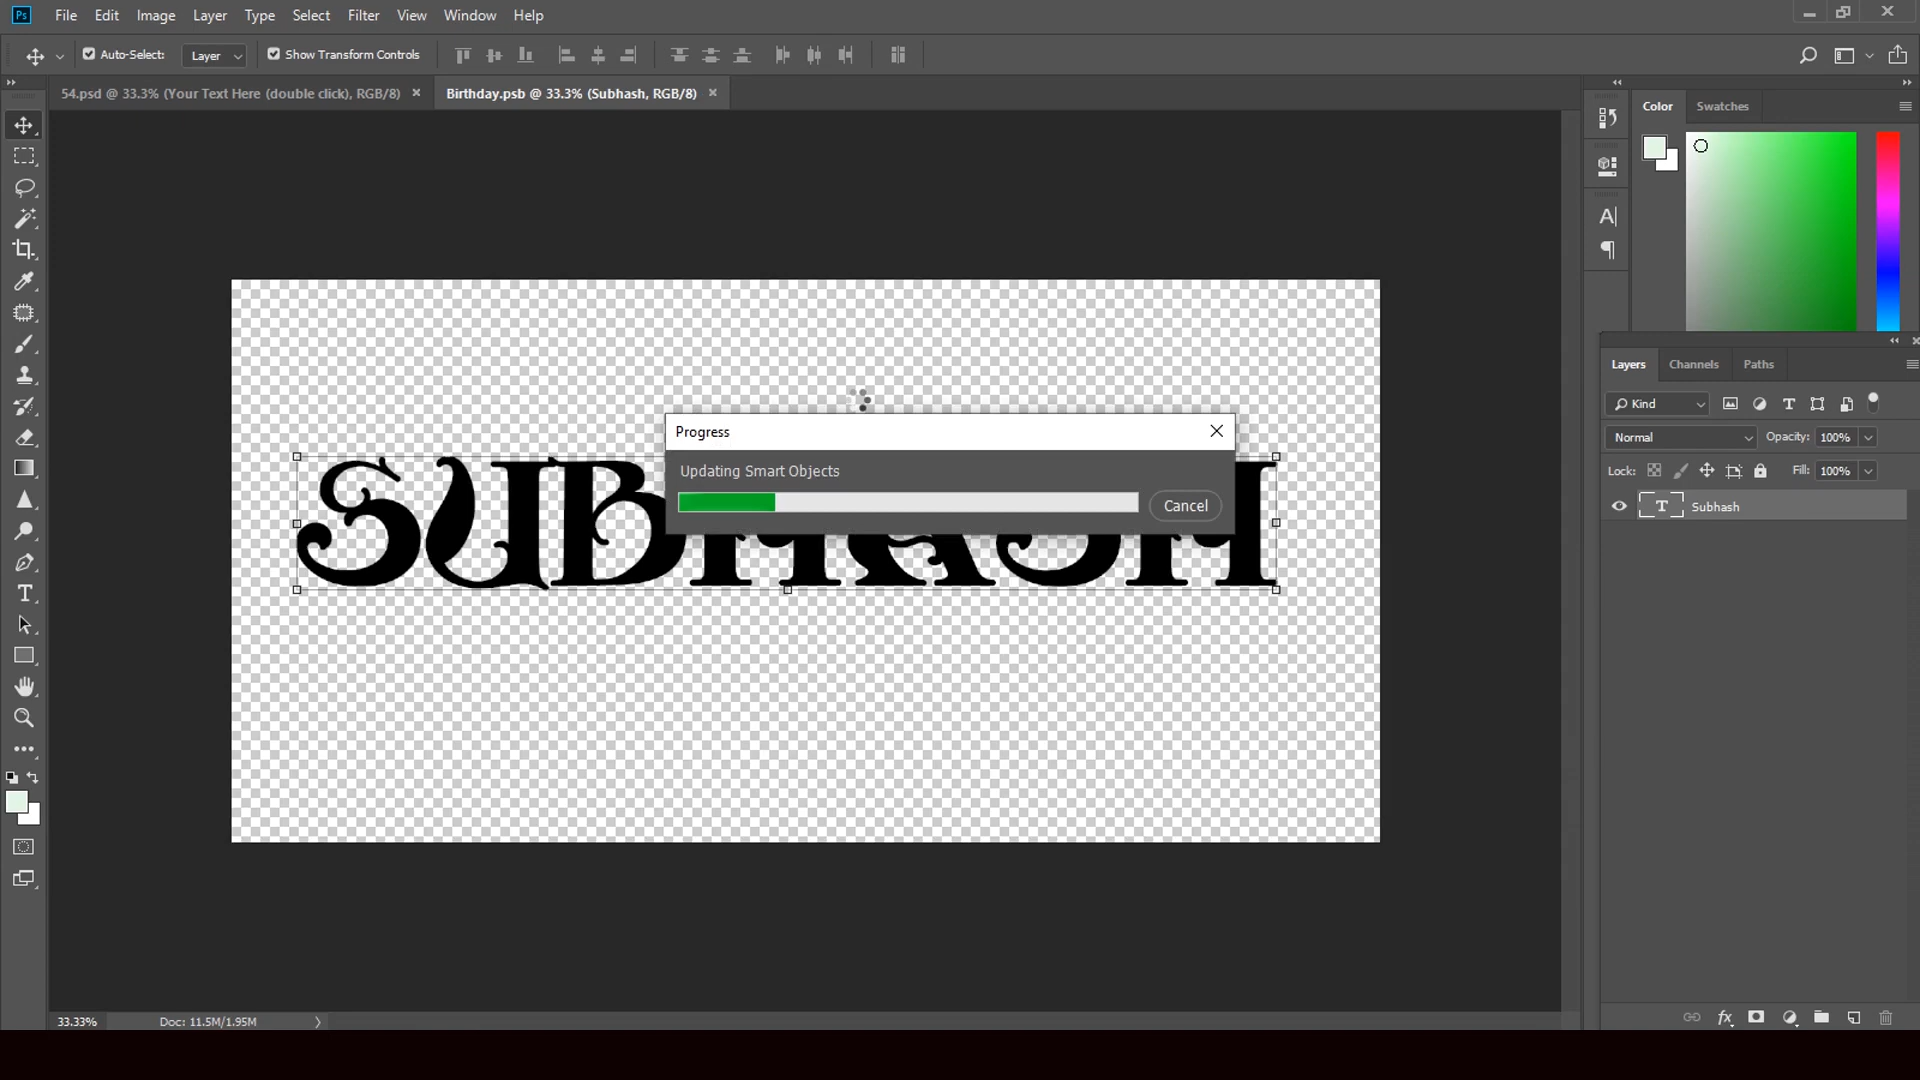 Ps File Edit Image Layer Type Select Filter View Window Help
Auto-Select: Layer Show Transform Controls
54.psd @ 33.3% (Your Text Here (double click), RGB/8) × Birthday.psb @ 33.3% (Subhash, RGB/8) ×
Color Swatches
Layers Channels Paths
Kind
Normal Opacity: 100%
Lock: Fill: 100%
Subhash
Progress
Updating Smart Objects
Cancel
SUBHASH
33.33% Doc: 11.5M/1.95M